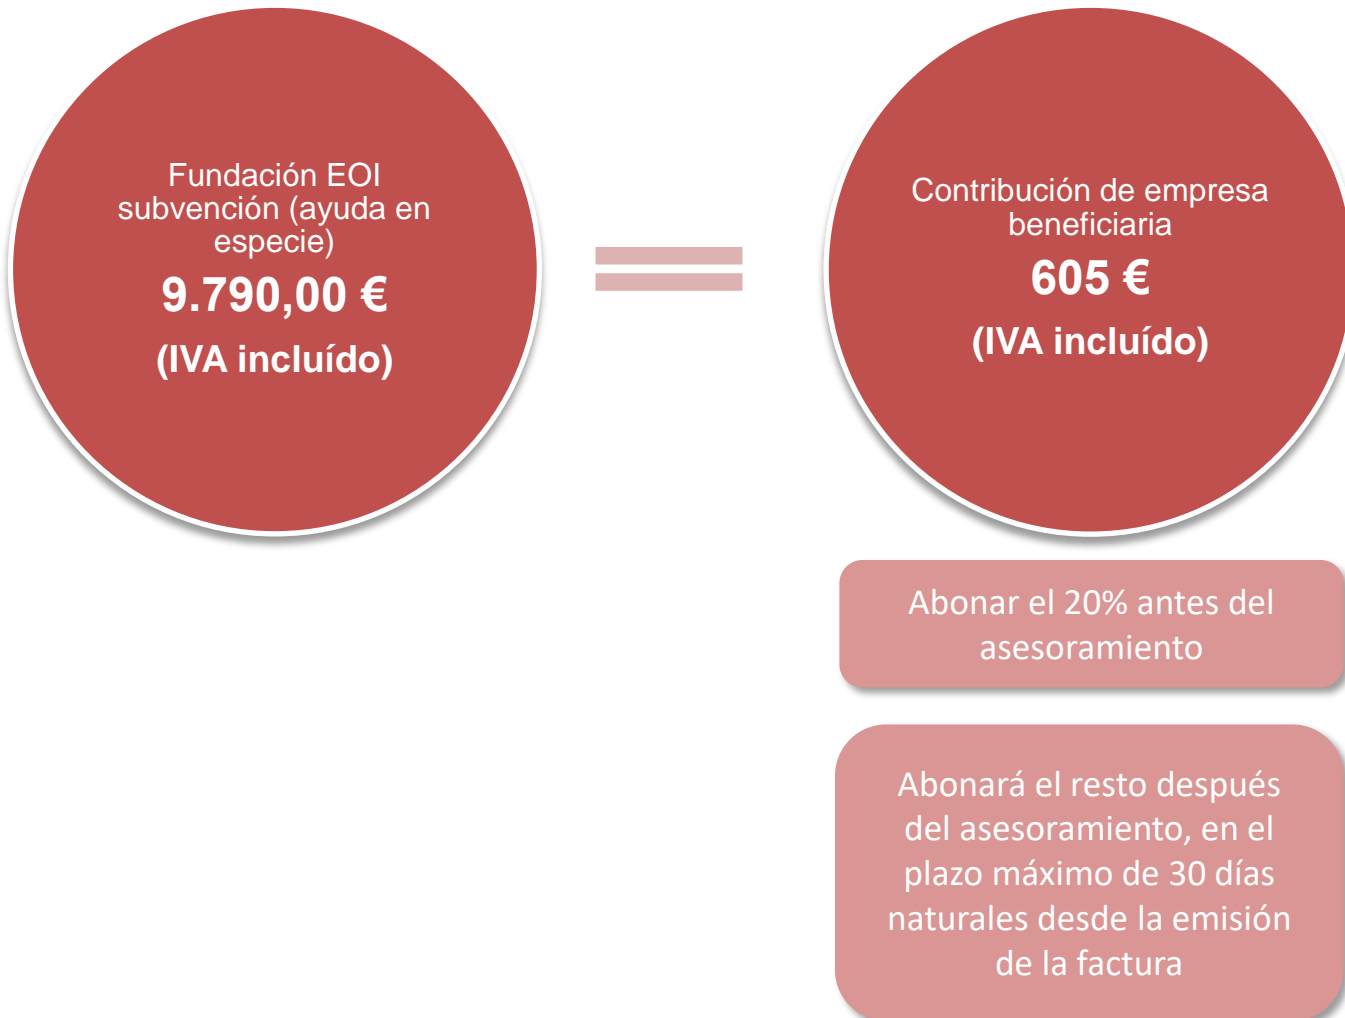 Fundación EOI
subvención (ayuda en
especie)
9.790,00 €
(IVA incluído)
Contribución de empresa
beneficiaria
605 €
(IVA incluído)
Abonar el 20% antes del
asesoramiento
Abonará el resto después
del asesoramiento, en el
plazo máximo de 30 días
naturales desde la emisión
de la factura